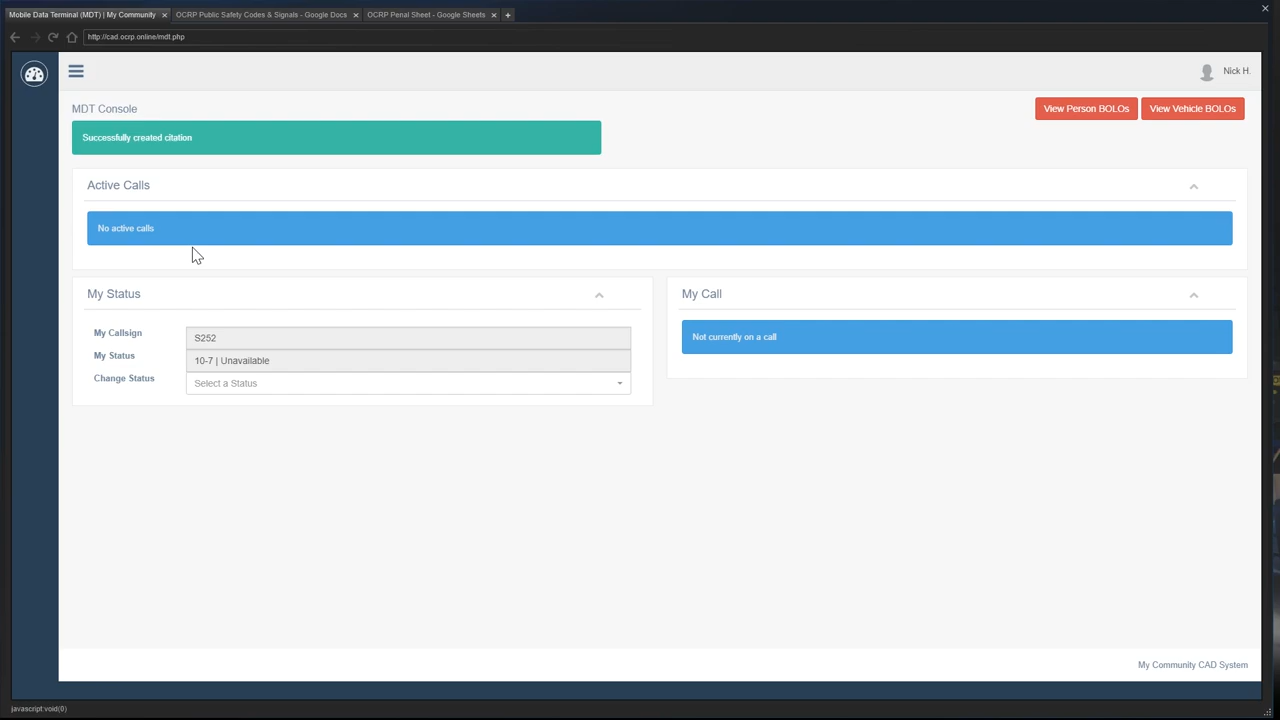 Mobile Data Terminal (MDT) | My Community
OCRP Public Safety Codes & Signals - Google Docs
OCRP Penal Sheet - Google Sheets
http://cad.ocrp.online/mdt.php
Nick H.
MDT Console
View Person BOLOs
View Vehicle BOLOs
Successfully created citation
Active Calls
No active calls
My Status
My Callsign
S252
My Status
10-7 | Unavailable
Change Status
Select a Status
My Call
Not currently on a call
My Community CAD System
javascript:void(0)